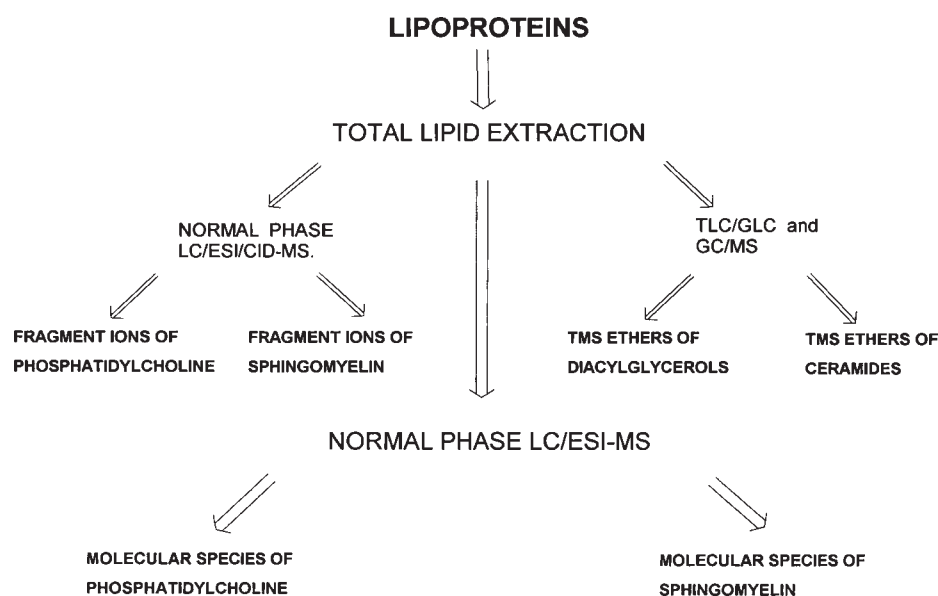 LIPOPROTEINS
TOTAL LIPID EXTRACTION
NORMAL PHASE
LC/ESI/CID-MS.
TLC/GLC and
GC/MS
FRAGMENT IONS OF
PHOSPHATIDYLCHOLINE
FRAGMENT IONS OF
SPHINGOMYELIN
TMS ETHERS OF
DIACYLGLYCEROLS
TMS ETHERS OF
CERAMIDES
NORMAL PHASE LC/ESI-MS
MOLECULAR SPECIES OF
PHOSPHATIDYLCHOLINE
MOLECULAR SPECIES OF
SPHINGOMYELIN